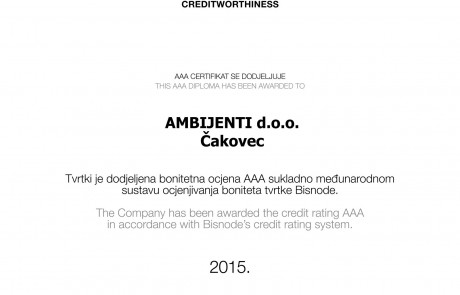 CREDITWORTHINESS
AAA CERTIFIKAT SE DODJELJUJE
THIS AAA DIPLOMA HAS BEEN AWARDED TO
AMBIJENTI d.o.o.
Čakovec
Tvrtki je dodjeljena bonitetna ocjena AAA sukladno međunarodnom
sustavu ocjenjivanja boniteta tvrtke Bisnode.
The Company has been awarded the credit rating AAA
in accordance with Bisnode's credit rating system.
2015.